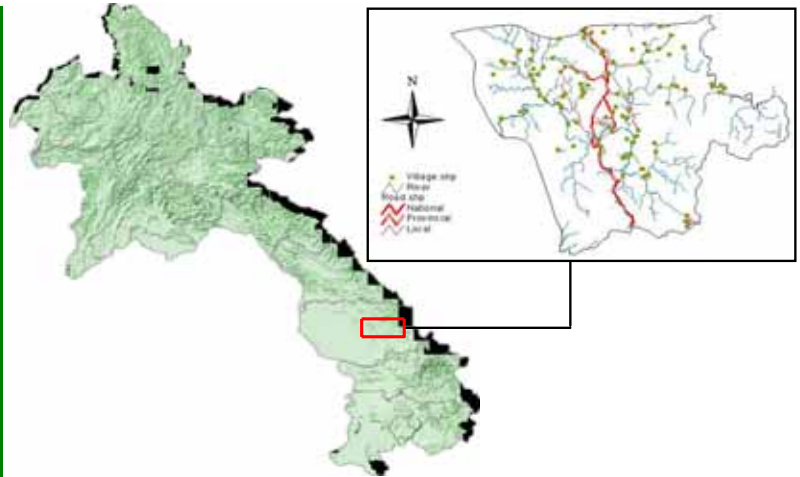 N
Village.shp
River
Road.shp
National
Provincial
Local